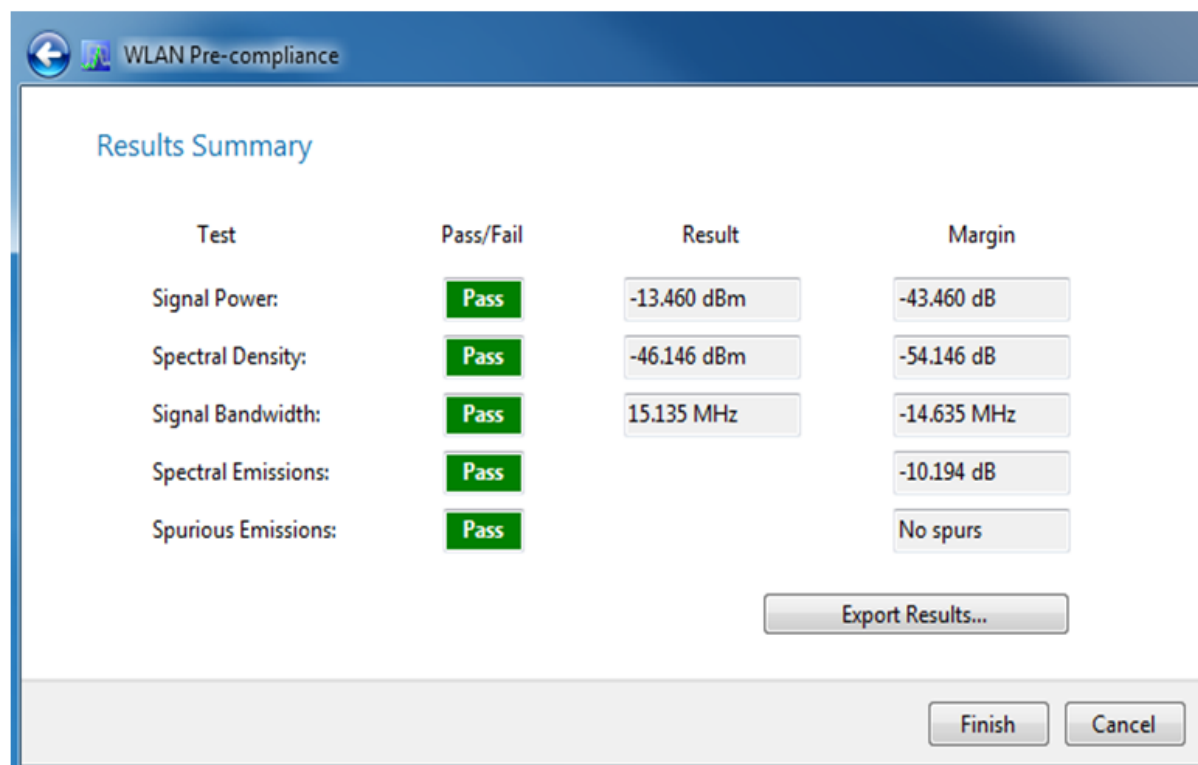 WLAN Pre-compliance
Results Summary
Test Pass/Fail Result Margin
Signal Power: Pass -13.460 dBm -43.460 dB
Spectral Density: Pass -46.146 dBm -54.146 dB
Signal Bandwidth: Pass 15.135 MHz -14.635 MHz
Spectral Emissions: Pass -10.194 dB
Spurious Emissions: Pass No spurs
Export Results...
Finish Cancel